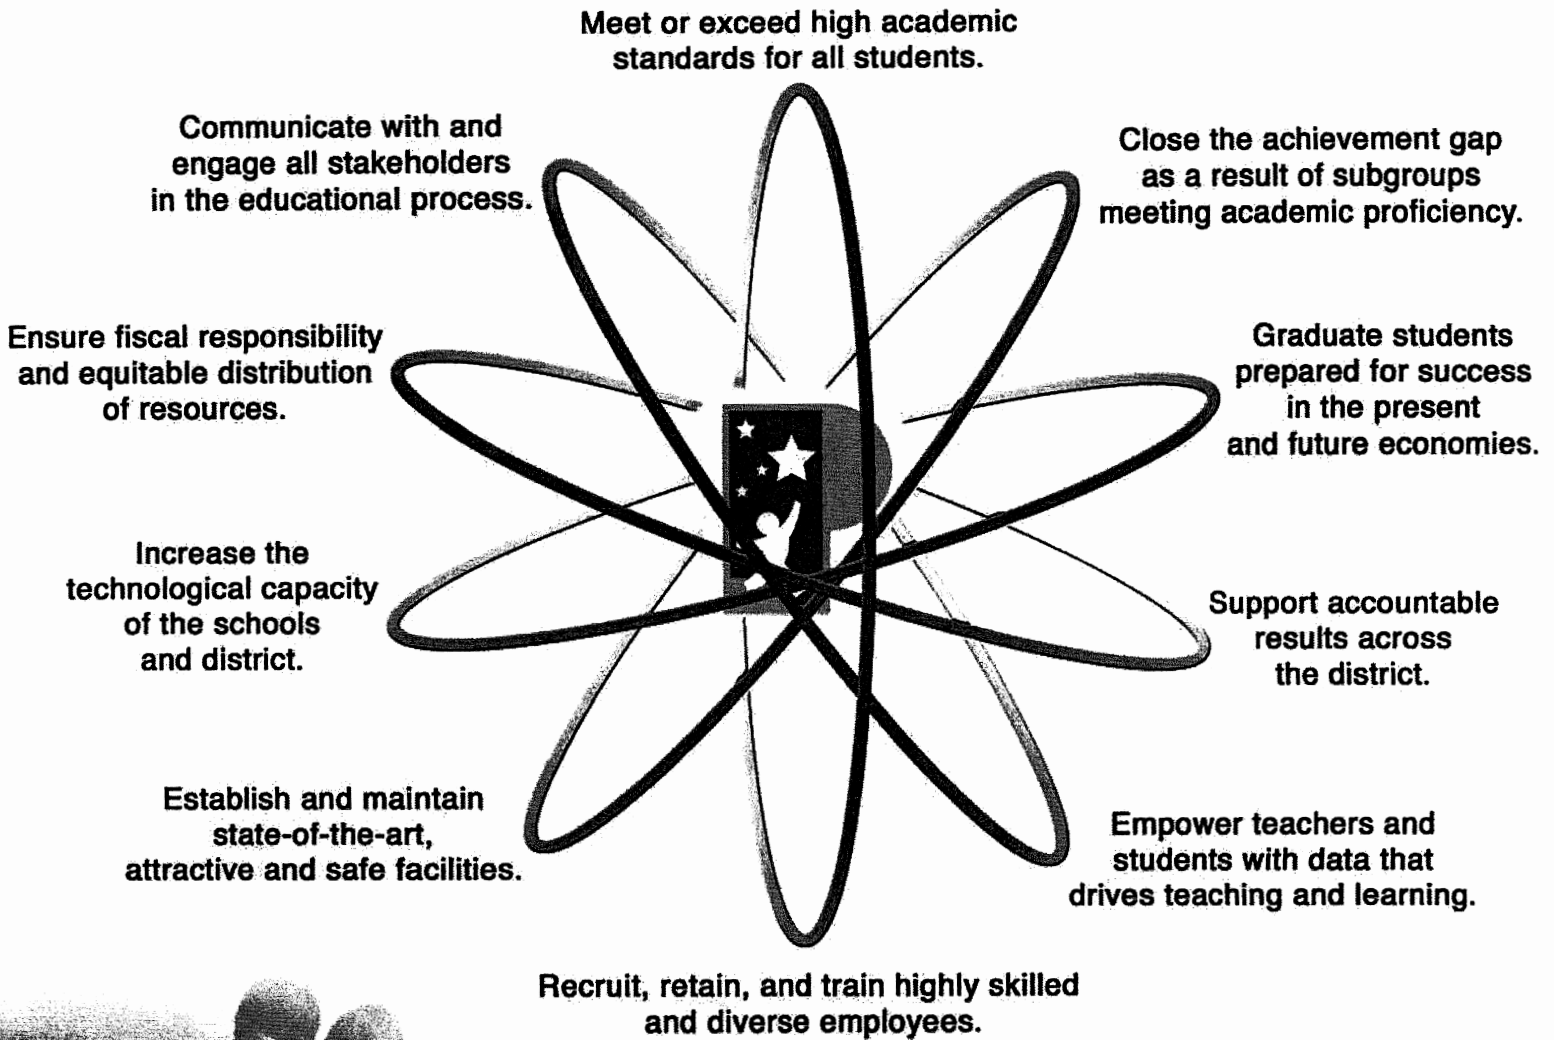 Meet or exceed high academic
standards for all students.
Close the achievement gap
as a result of subgroups
meeting academic proficiency.
Graduate students
prepared for success
in the present
and future economies.
Support accountable
results across
the district.
Empower teachers and
students with data that
drives teaching and learning.
Recruit, retain, and train highly skilled
and diverse employees.
Establish and maintain
state-of-the-art,
attractive and safe facilities.
Increase the
technological capacity
of the schools
and district.
Ensure fiscal responsibility
and equitable distribution
of resources.
Communicate with and
engage all stakeholders
in the educational process.